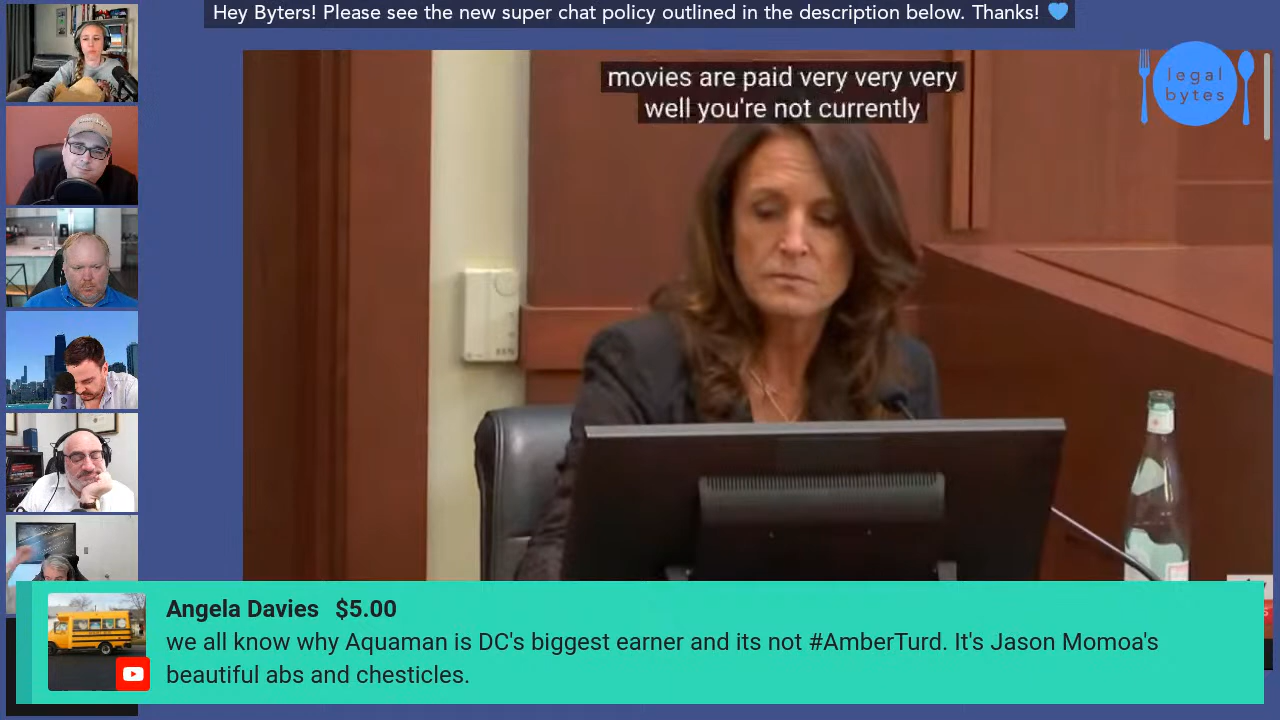 Hey Byters! Please see the new super chat policy outlined in the description below. Thanks! 💙
movies are paid very very very
well you're not currently
legal
bytes
Angela Davies $5.00
we all know why Aquaman is DC's biggest earner and its not #AmberTurd. It's Jason Momoa's
beautiful abs and chesticles.